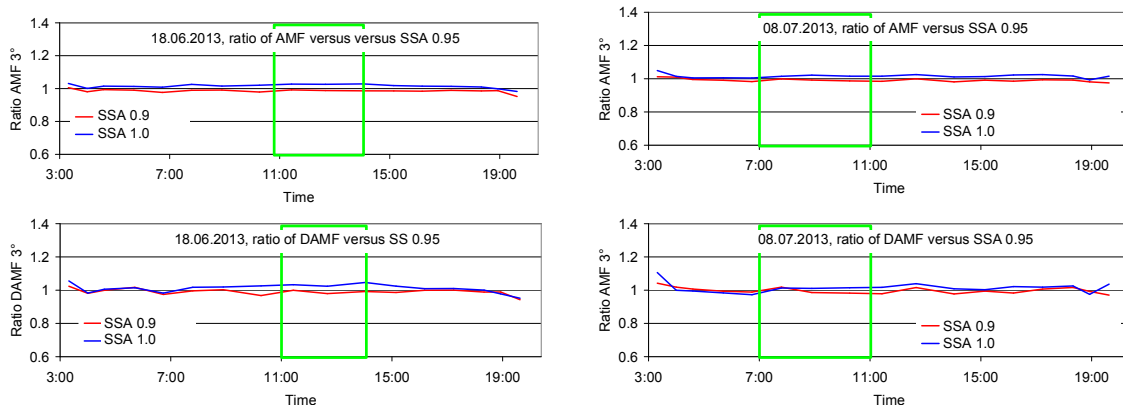 18.06.2013, ratio of AMF versus versus SSA 0.95
Ratio AMF 3°
1.4
1.2
1
0.8
0.6
SSA 0.9
SSA 1.0
3:00 7:00 11:00 15:00 19:00
Time
08.07.2013, ratio of AMF versus SSA 0.95
Ratio AMF 3°
1.4
1.2
1
0.8
0.6
SSA 0.9
SSA 1.0
3:00 7:00 11:00 15:00 19:00
Time
18.06.2013, ratio of DAMF versus SS 0.95
Ratio DAMF 3°
1.4
1.2
1
0.8
0.6
SSA 0.9
SSA 1.0
3:00 7:00 11:00 15:00 19:00
Time
08.07.2013, ratio of DAMF versus SSA 0.95
Ratio AMF 3°
1.4
1.2
1
0.8
0.6
SSA 0.9
SSA 1.0
3:00 7:00 11:00 15:00 19:00
Time